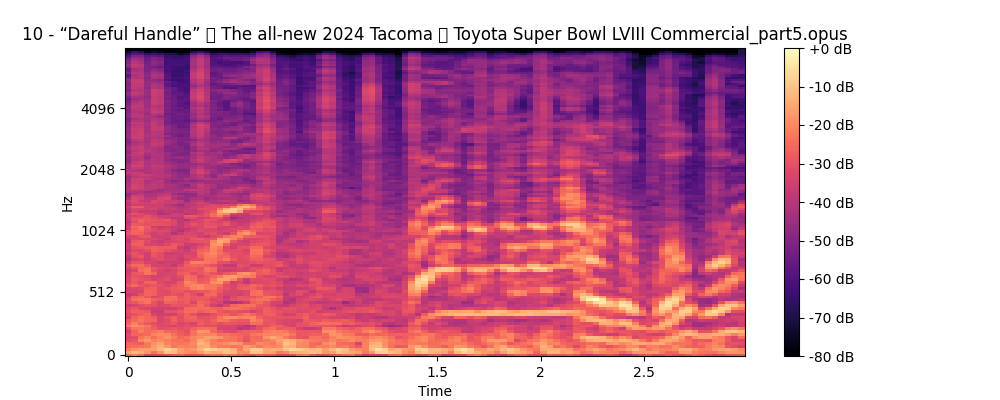 10 - “Dareful Handle” ▯ The all-new 2024 Tacoma ▯ Toyota Super Bowl LVIII Commercial_part5.opus
+0 dB
4096
-10 dB
-20 dB
2048
-30 dB
Hz
-40 dB
1024
-50 dB
512
-60 dB
-70 dB
0
-80 dB
0
0.5
1
1.5
2
2.5
Time